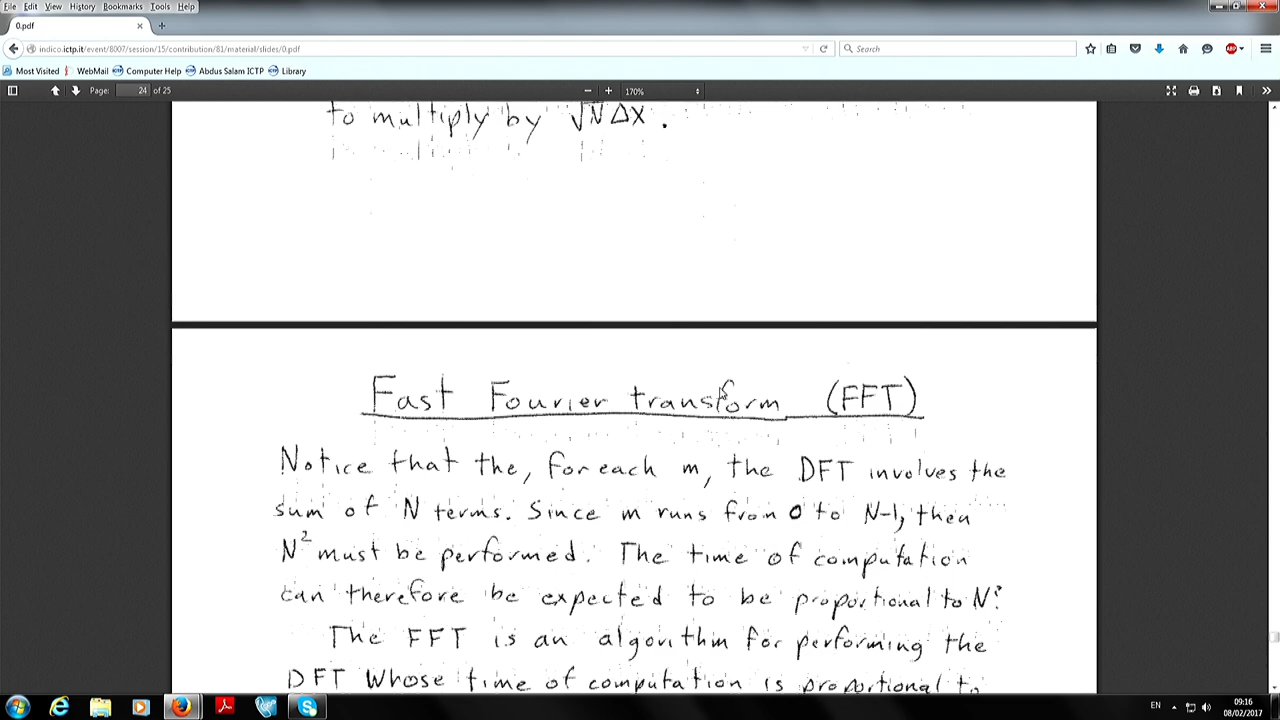 File Edit View History Bookmarks Tools Help
0.pdf
indico.ictp.it/event/8007/session/15/contribution/81/material/slides/0.pdf
Search
Most Visited WebMail Computer Help Abdus Salam ICTP Library
Page: 24 of 25
170%
to multiply by √N ΔX .
Fast Fourier transform (FFT)
Notice that the, for each m, the DFT involves the
sum of N terms. Since m runs from 0 to N-1, then
N² must be performed. The time of computation
can therefore be expected to be proportional to N².
The FFT is an algorithm for performing the
DFT whose time of computation is proportional to
EN
09:16
08/02/2017